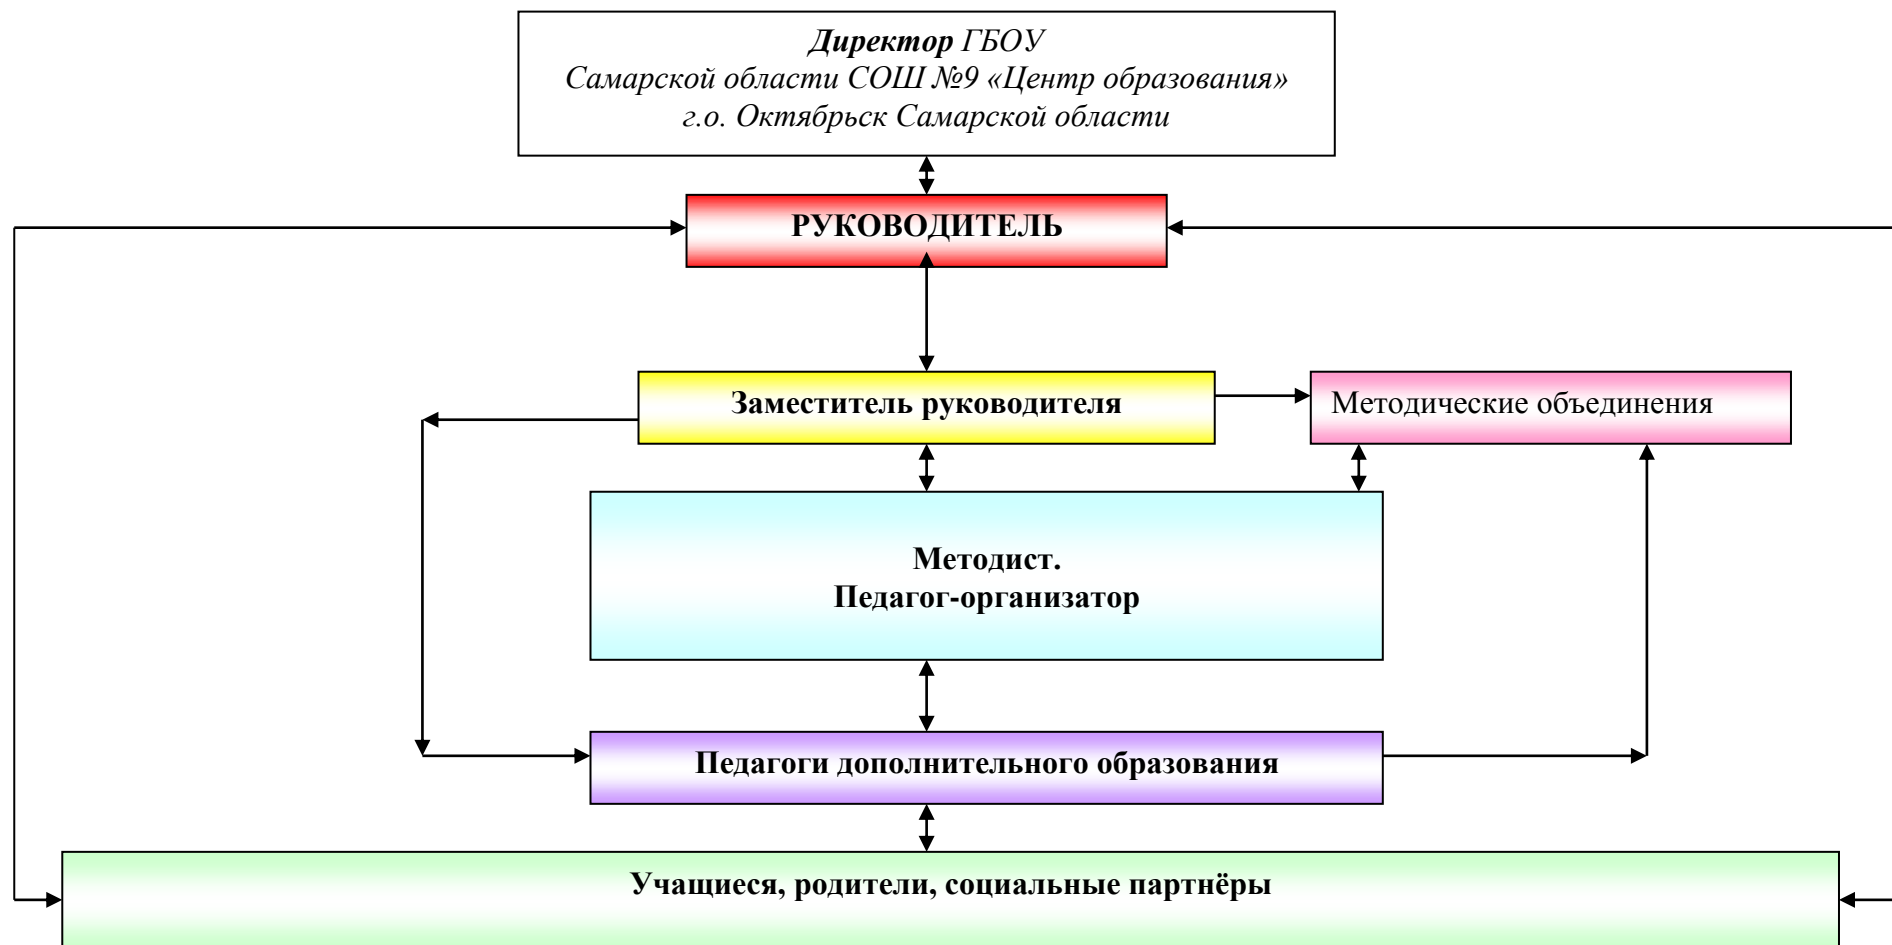 Директор ГБОУ
Самарской области СОШ №9 «Центр образования»
г.о. Октябрьск Самарской области
РУКОВОДИТЕЛЬ
Заместитель руководителя
Методические объединения
Методист.
Педагог-организатор
Педагоги дополнительного образования
Учащиеся, родители, социальные партнёры